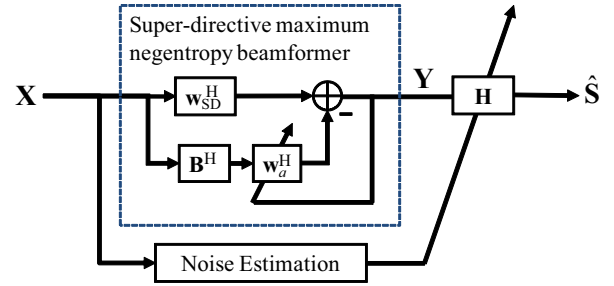 Super-directive maximum
negentropy beamformer
X
w_SD^H
-
Y
H
Ŝ
B^H
w_a^H
Noise Estimation